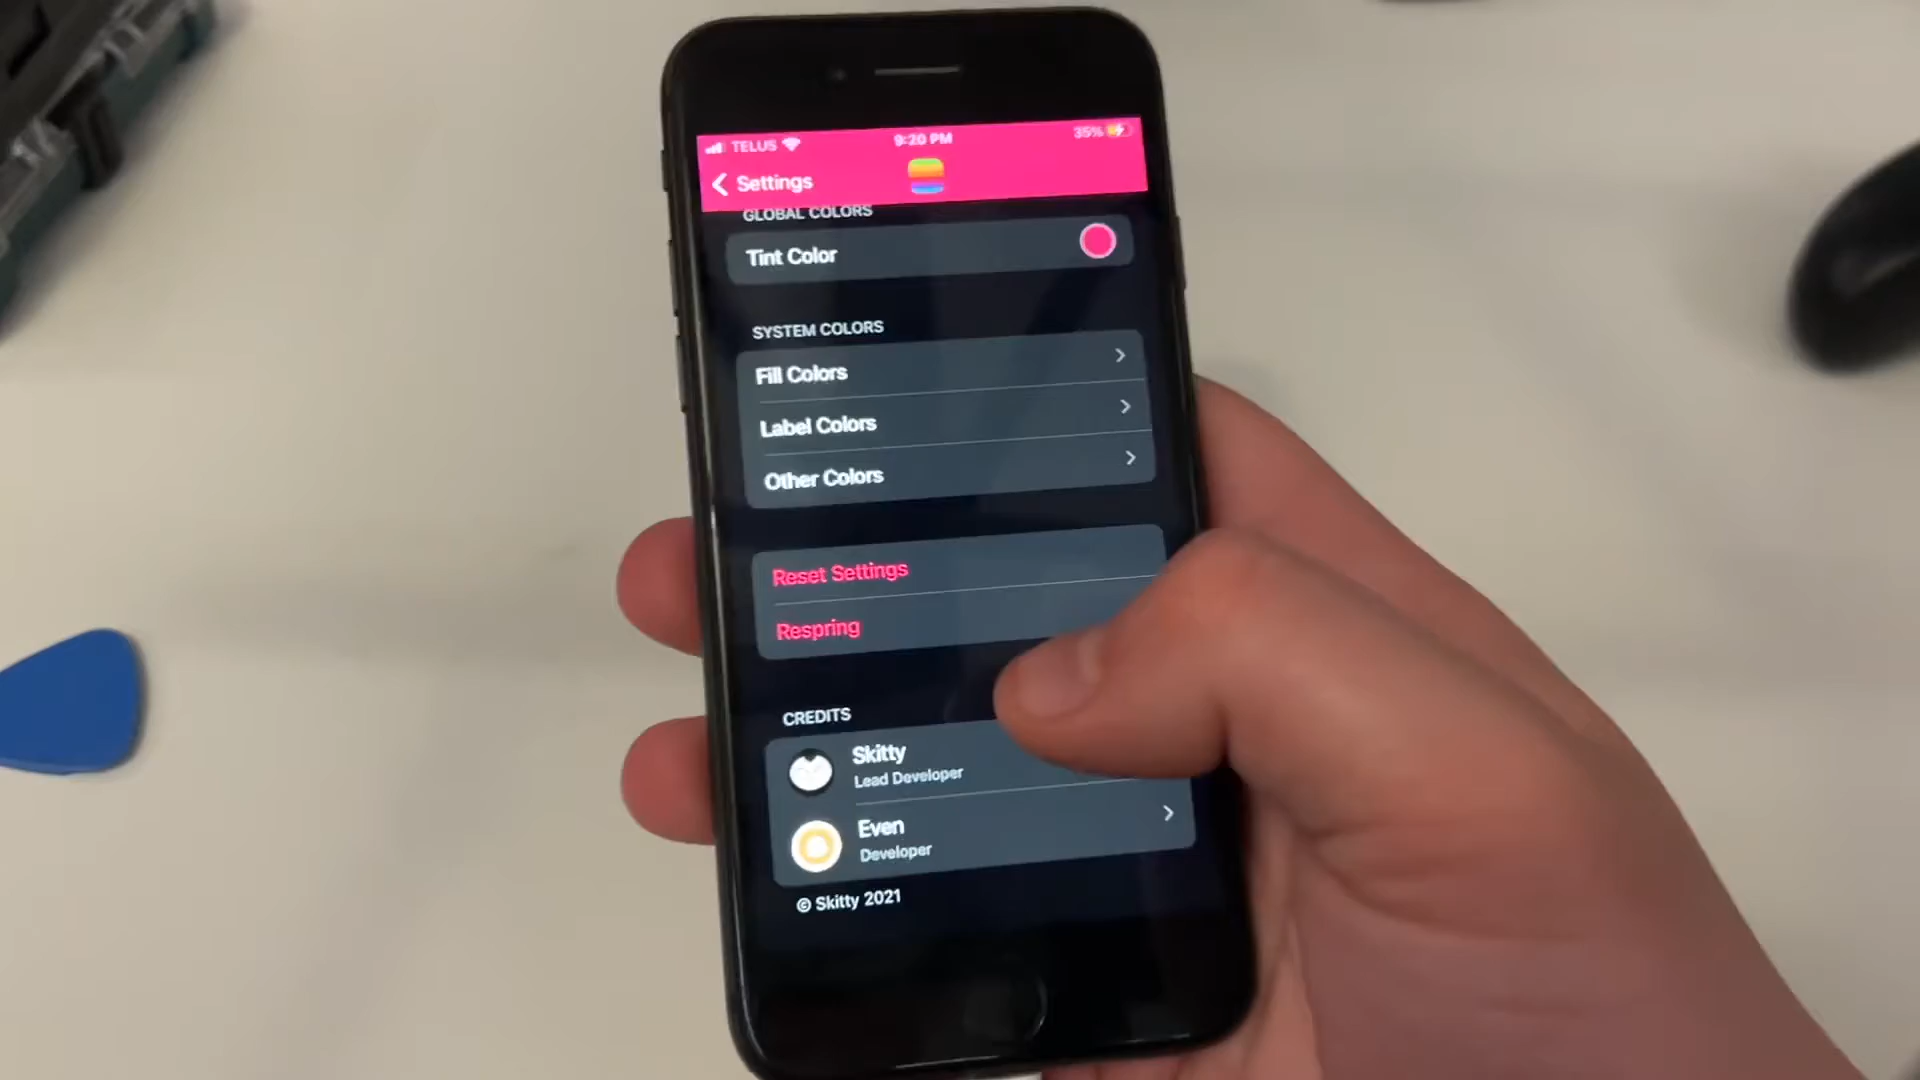 TELUS
9:20 PM
35%
Settings
GLOBAL COLORS
Tint Color
SYSTEM COLORS
Fill Colors
Label Colors
Other Colors
Reset Settings
Respring
CREDITS
Skitty
Lead Developer
Even
Developer
© Skitty 2021